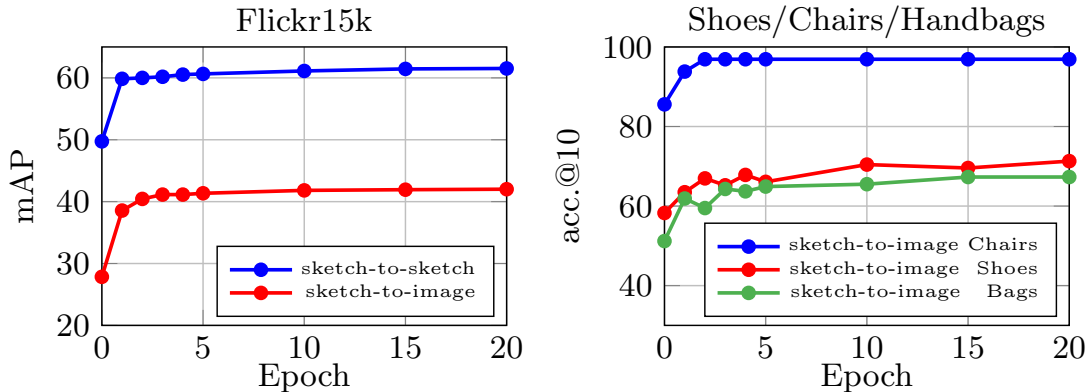 Flickr15k
mAP
60
50
40
30
20
sketch-to-sketch
sketch-to-image
0 5 10 15 20
Epoch
Shoes/Chairs/Handbags
acc.@10
100
80
60
40
sketch-to-image Chairs
sketch-to-image Shoes
sketch-to-image Bags
0 5 10 15 20
Epoch